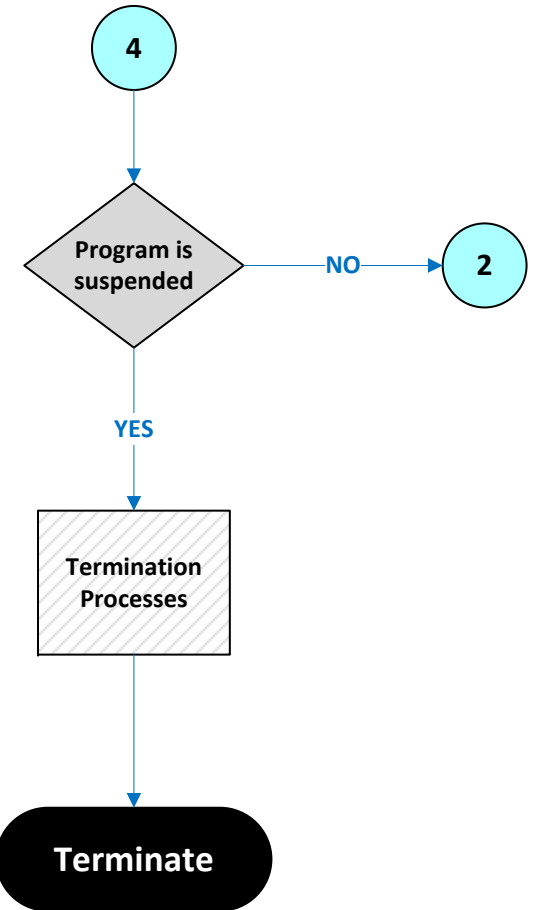 4
Program is
suspended
NO
2
YES
Termination
Processes
Terminate